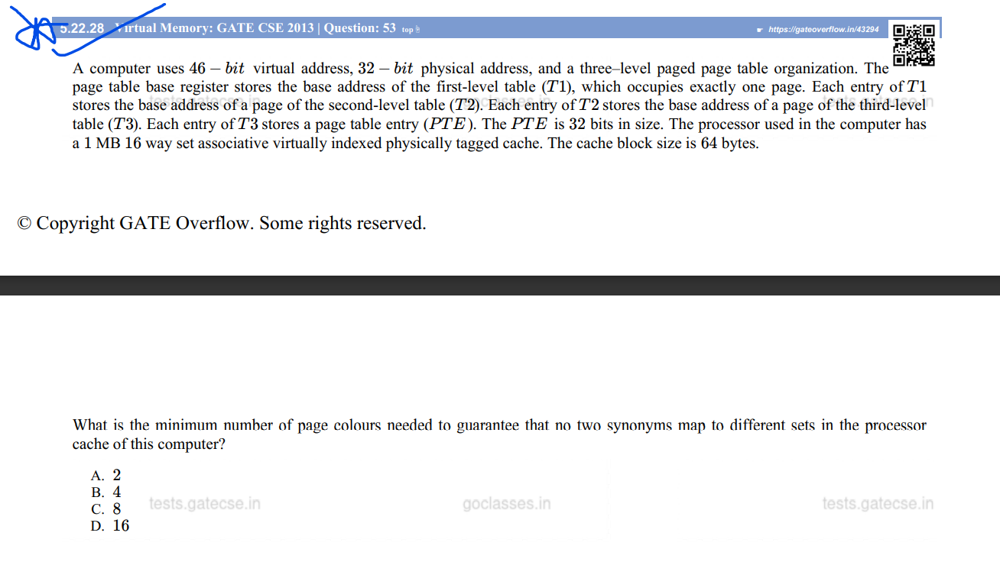 5.22.28 Virtual Memory: GATE CSE 2013 | Question: 53 top
https://gateoverflow.in/43294
A computer uses 46 – bit virtual address, 32 – bit physical address, and a three–level paged page table organization. The
page table base register stores the base address of the first-level table (T1), which occupies exactly one page. Each entry of T1
stores the base address of a page of the second-level table (T2). Each entry of T2 stores the base address of a page of the third-level
table (T3). Each entry of T3 stores a page table entry (PTE). The PTE is 32 bits in size. The processor used in the computer has
a 1 MB 16 way set associative virtually indexed physically tagged cache. The cache block size is 64 bytes.
© Copyright GATE Overflow. Some rights reserved.
What is the minimum number of page colours needed to guarantee that no two synonyms map to different sets in the processor
cache of this computer?
A. 2
B. 4
C. 8
D. 16
tests.gatecse.in goclasses.in tests.gatecse.in